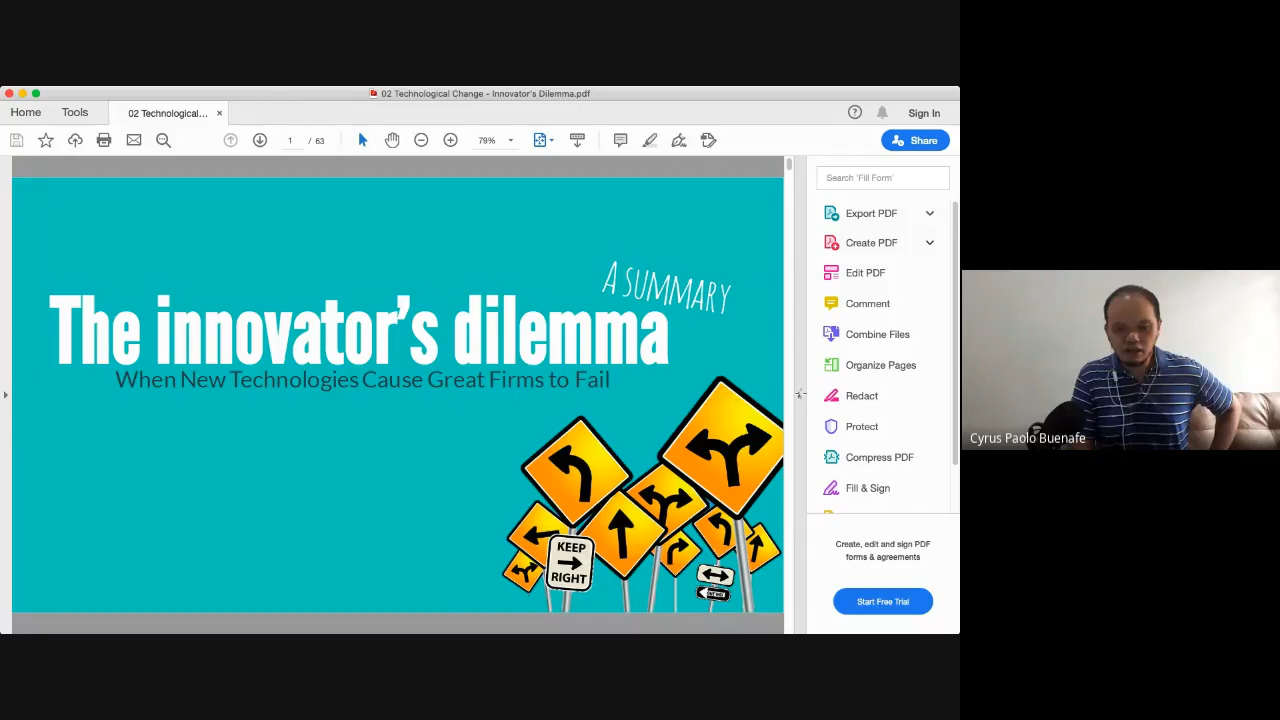 02 Technological Change - Innovator's Dilemma.pdf
Home
Tools
02 Technological... ×
Sign In
1 / 63
79%
Share
A SUMMARY
The innovator's dilemma
When New Technologies Cause Great Firms to Fail
KEEP
RIGHT
Search 'Fill Form'
Export PDF
Create PDF
Edit PDF
Comment
Combine Files
Organize Pages
Redact
Protect
Compress PDF
Fill & Sign
Create, edit and sign PDF
forms & agreements
Start Free Trial
Cyrus Paolo Buenafe